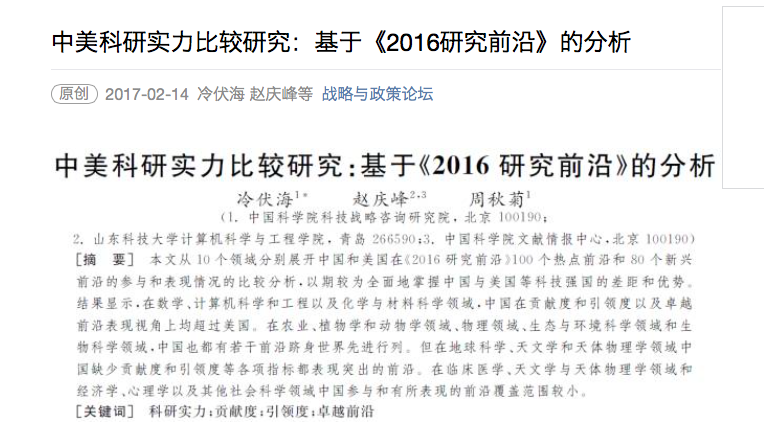 中美科研实力比较研究：基于《2016研究前沿》的分析
原创 2017-02-14 冷伏海 赵庆峰等 战略与政策论坛
中美科研实力比较研究:基于《2016 研究前沿》的分析
冷伏海1* 赵庆峰2,3 周秋菊1
(1. 中国科学院科技战略咨询研究院, 北京 100190;
2. 山东科技大学计算机科学与工程学院, 青岛 266590;3. 中国科学院文献情报中心,北京 100190)
[摘 要] 本文从 10 个领域分别展开中国和美国在《2016 研究前沿》100 个热点前沿和 80 个新兴
前沿的参与和表现情况的比较分析,以期较为全面地掌握中国与美国等科技强国的差距和优势。
结果显示,在数学、计算机科学和工程以及化学与材料科学领域,中国在贡献度和引领度以及卓越
前沿表现视角上均超过美国。在农业、植物学和动物学领域、物理领域、生态与环境科学领域和生
物科学领域,中国也都有若干前沿跻身世界先进行列。但在地球科学、天文学和天体物理学领域中
国缺少贡献度和引领度等各项指标都表现突出的前沿。在临床医学、天文学与天体物理学领域和
经济学、心理学以及其他社会科学领域中国参与和有所表现的前沿覆盖范围较小。
[关键词] 科研实力;贡献度;引领度;卓越前沿